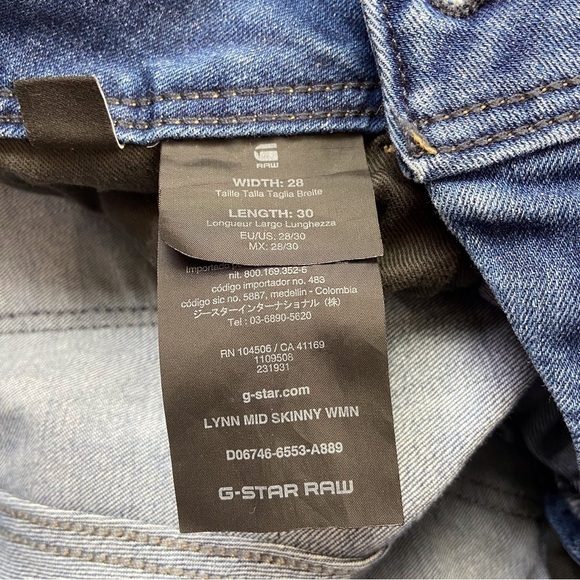 RAW
WIDTH: 28
Taille Talla Taglia Breite
LENGTH: 30
Longueur Largo Lunghezza
EU/US: 28/30
MX: 28/30
Importado
nit. 800.169.352-6
código importador no. 483
código sic no. 5887, medellin - Colombia
ジースターインターナショナル（株）
Tel : 03-6890-5620
RN 104506 / CA 41169
1109508
231931
g-star.com
LYNN MID SKINNY WMN
D06746-6553-A889
G-STAR RAW